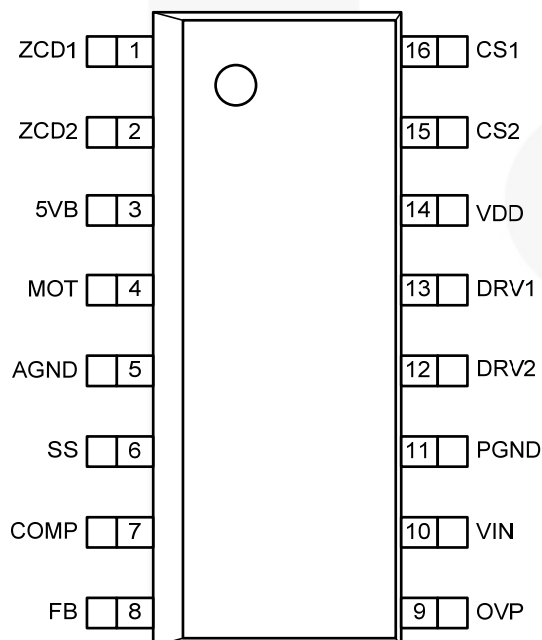 ZCD1 1 16 CS1
ZCD2 2 15 CS2
5VB 3 14 VDD
MOT 4 13 DRV1
AGND 5 12 DRV2
SS 6 11 PGND
COMP 7 10 VIN
FB 8 9 OVP